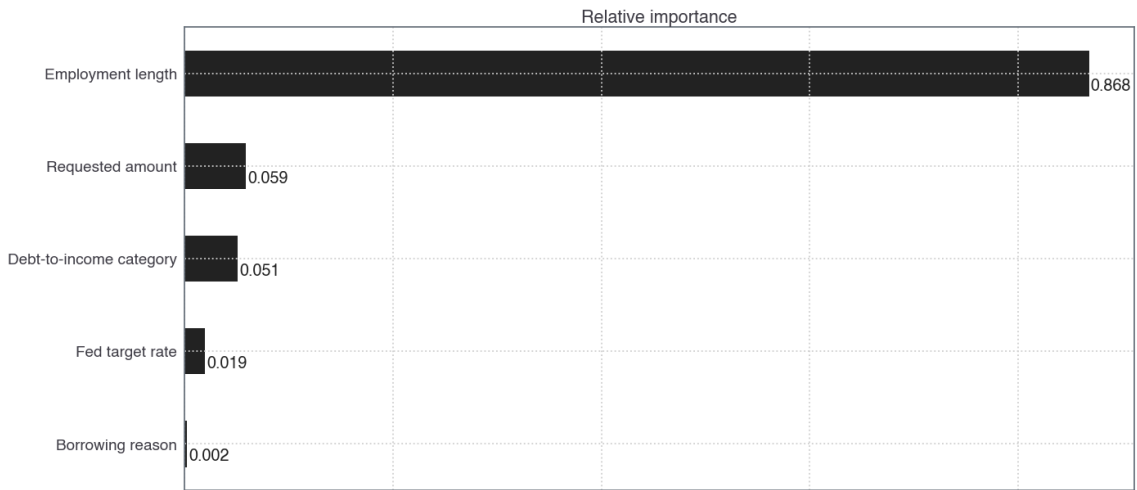 Relative importance
Employment length
0.868
Requested amount
0.059
Debt-to-income category
0.051
Fed target rate
0.019
Borrowing reason
0.002